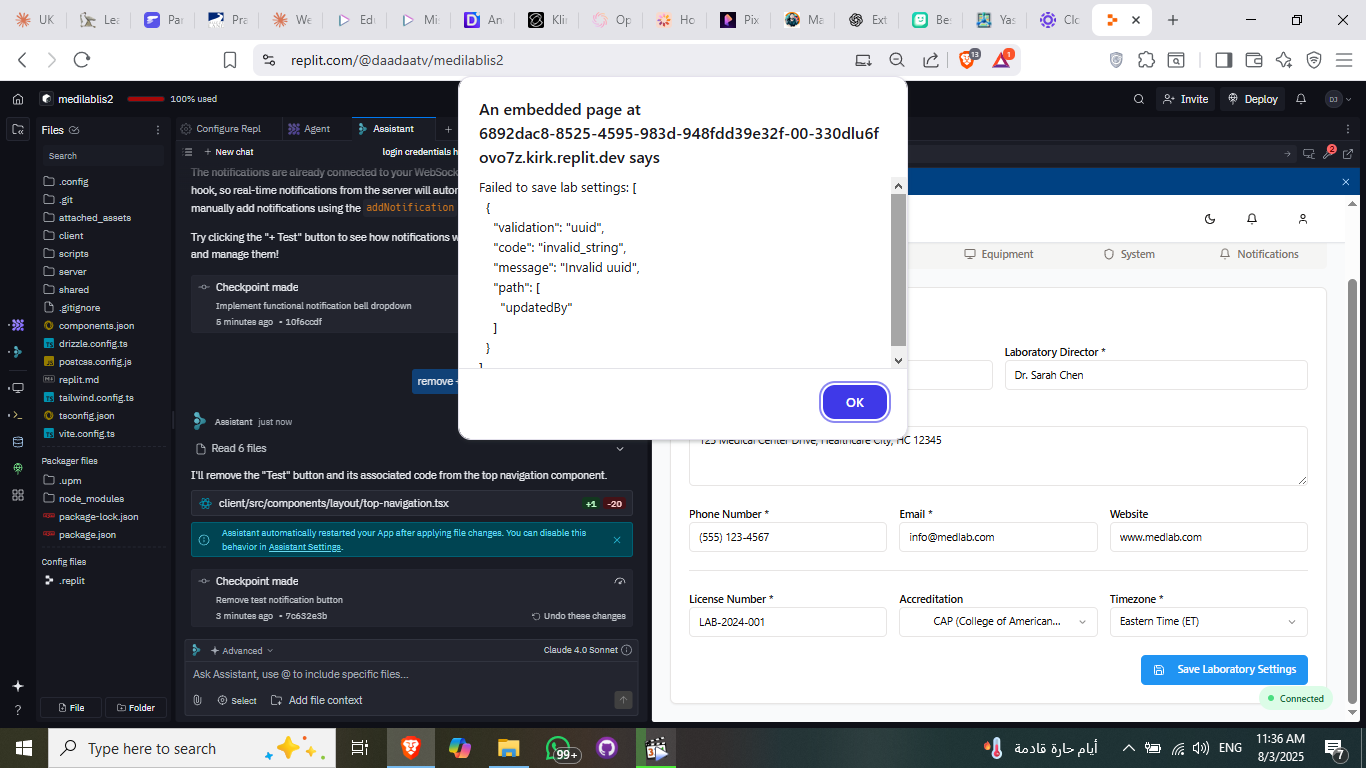 UK
Lea
Par
Pra
We
Edi
Mis
An
Klin
Op
Ho
Pix
Ma
Ext
Be
Yas
Clo
replit.com/@daadaatv/medilablis2
13
1
medilablis2
100% used
Invite
Deploy
DJ
Files
Configure Repl
Agent
Assistant
Search
New chat
login credentials h
2
.config
.git
attached_assets
client
scripts
server
shared
.gitignore
components.json
drizzle.config.ts
postcss.config.js
replit.md
tailwind.config.ts
tsconfig.json
vite.config.ts
Packager files
.upm
node_modules
package-lock.json
package.json
Config files
.replit
File
Folder
The notifications are already connected to your WebSock
hook, so real-time notifications from the server will autor
manually add notifications using the addNotification
Try clicking the "+ Test" button to see how notifications w
and manage them!
Checkpoint made
Implement functional notification bell dropdown
5 minutes ago • 10f6ccdf
remove +
Assistant just now
Read 6 files
I'll remove the "Test" button and its associated code from the top navigation component.
client/src/components/layout/top-navigation.tsx +1 -20
Assistant automatically restarted your App after applying file changes. You can disable this
behavior in Assistant Settings.
Checkpoint made
Remove test notification button
3 minutes ago • 7c632e3b
Undo these changes
Advanced
Claude 4.0 Sonnet
Ask Assistant, use @ to include specific files...
Select
Add file context
An embedded page at
6892dac8-8525-4595-983d-948fdd39e32f-00-330dlu6f
ovo7z.kirk.replit.dev says
Failed to save lab settings: [
{
"validation": "uuid",
"code": "invalid_string",
"message": "Invalid uuid",
"path": [
"updatedBy"
]
}
]
OK
Equipment
System
Notifications
Laboratory Director *
Dr. Sarah Chen
123 Medical Center Drive, Healthcare City, HC 12345
Phone Number *
Email *
Website
(555) 123-4567
info@medlab.com
www.medlab.com
License Number *
Accreditation
Timezone *
LAB-2024-001
CAP (College of American...
Eastern Time (ET)
Save Laboratory Settings
Connected
Type here to search
99+
أيام حارة قادمة
ENG
11:36 AM
8/3/2025
7